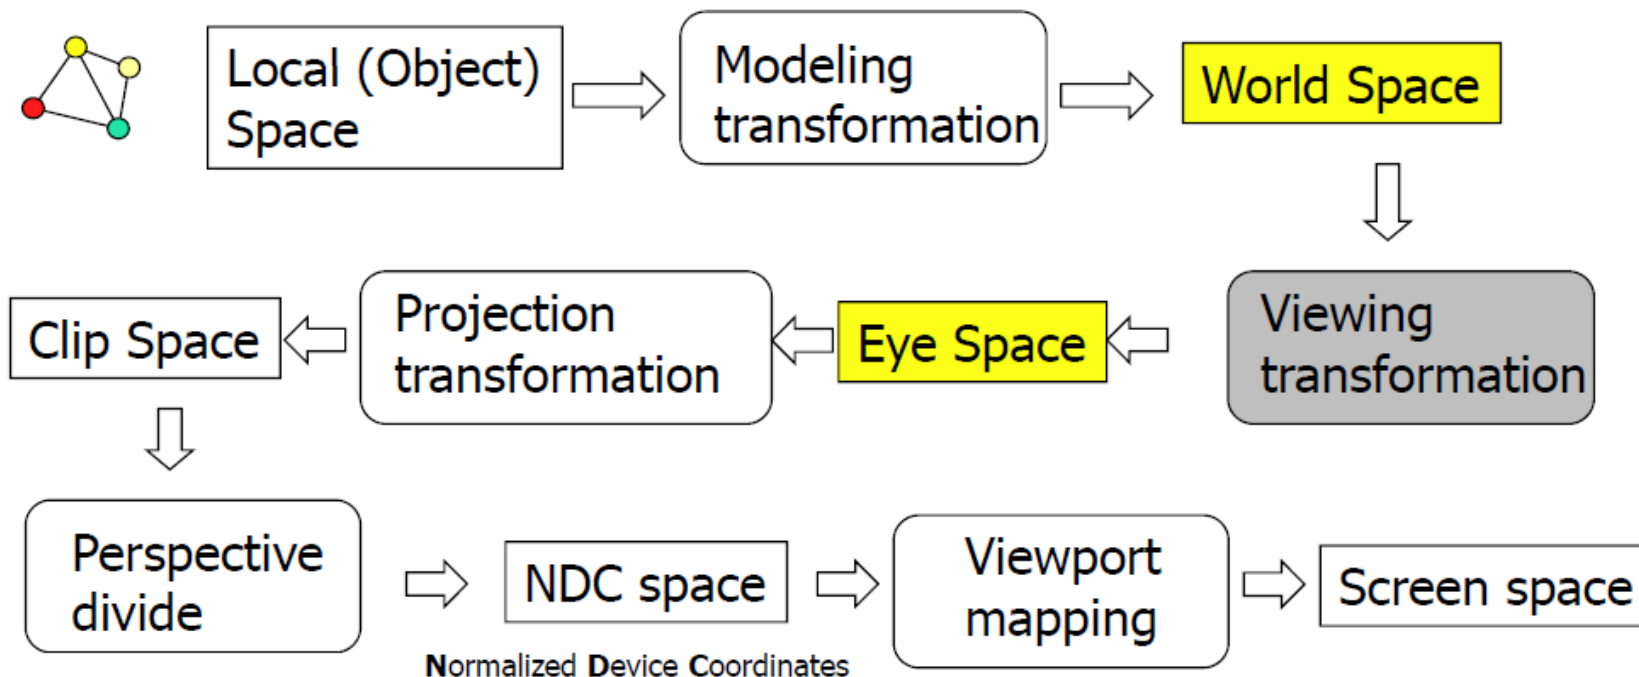 Local (Object)
Space
Modeling
transformation
World Space
Viewing
transformation
Eye Space
Projection
transformation
Clip Space
Perspective
divide
NDC space
Normalized Device Coordinates
Viewport
mapping
Screen space